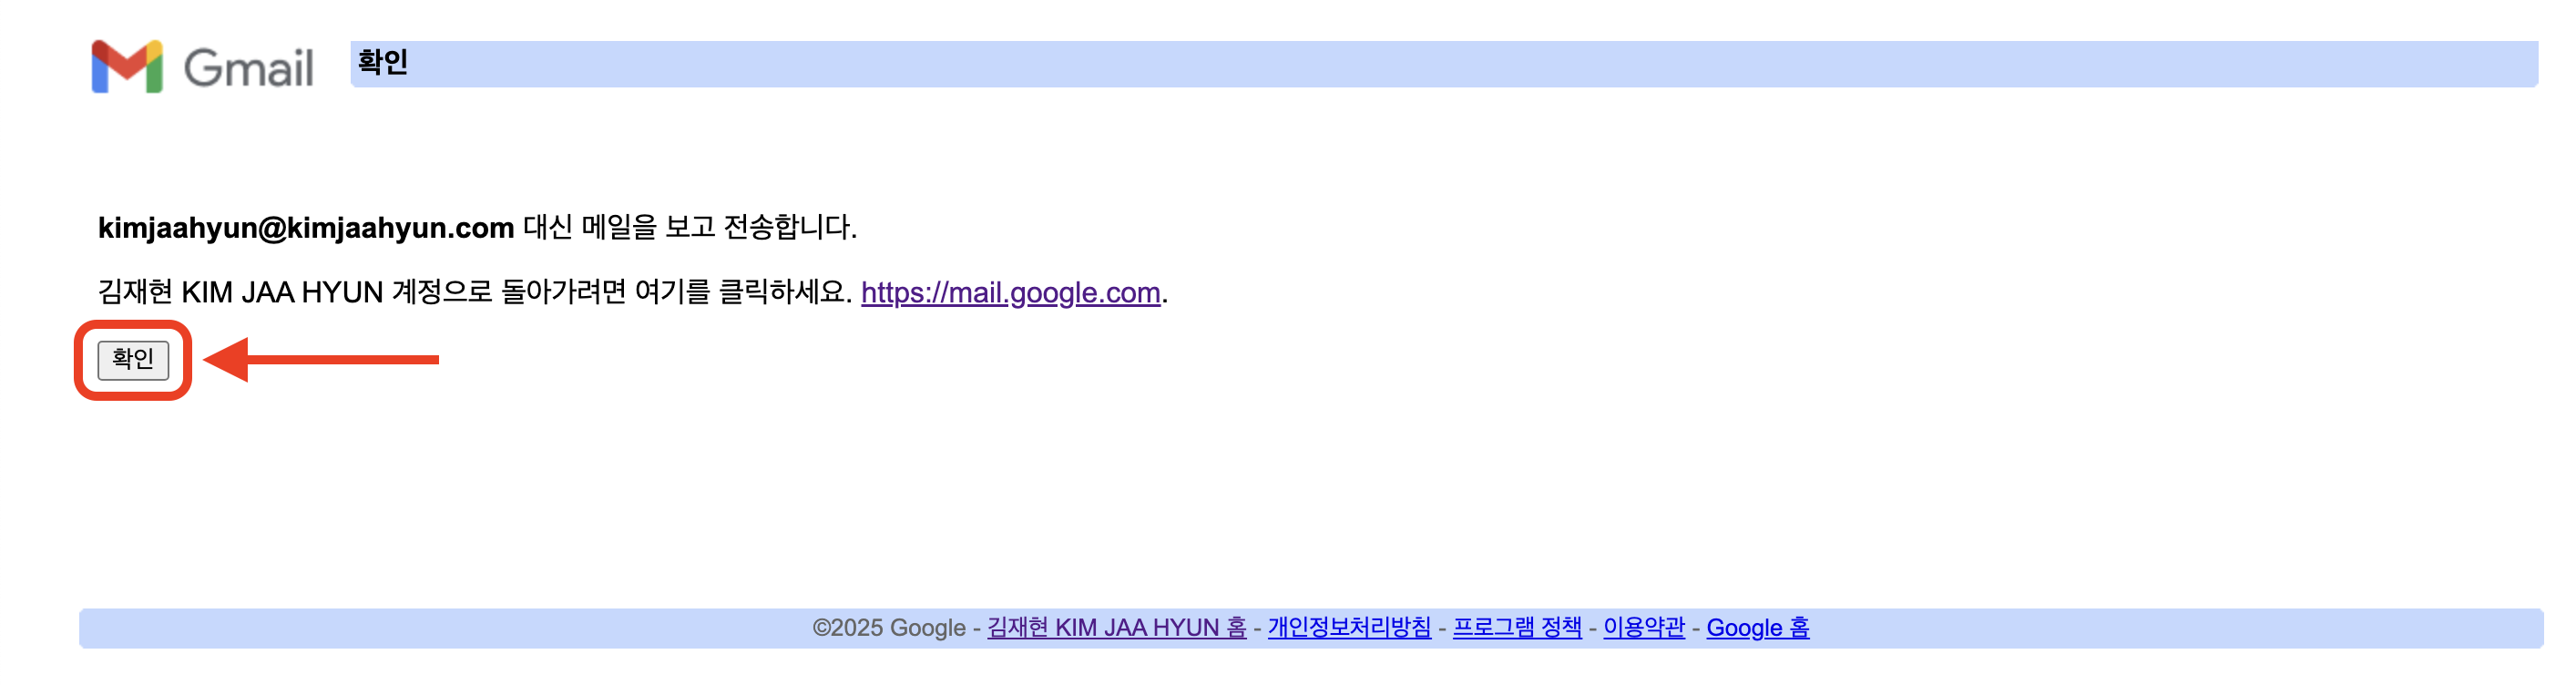 Gmail
확인
kimjaahyun@kimjaahyun.com 대신 메일을 보고 전송합니다.
김재현 KIM JAA HYUN 계정으로 돌아가려면 여기를 클릭하세요. https://mail.google.com.
확인
©2025 Google - 김재현 KIM JAA HYUN 홈 - 개인정보처리방침 - 프로그램 정책 - 이용약관 - Google 홈